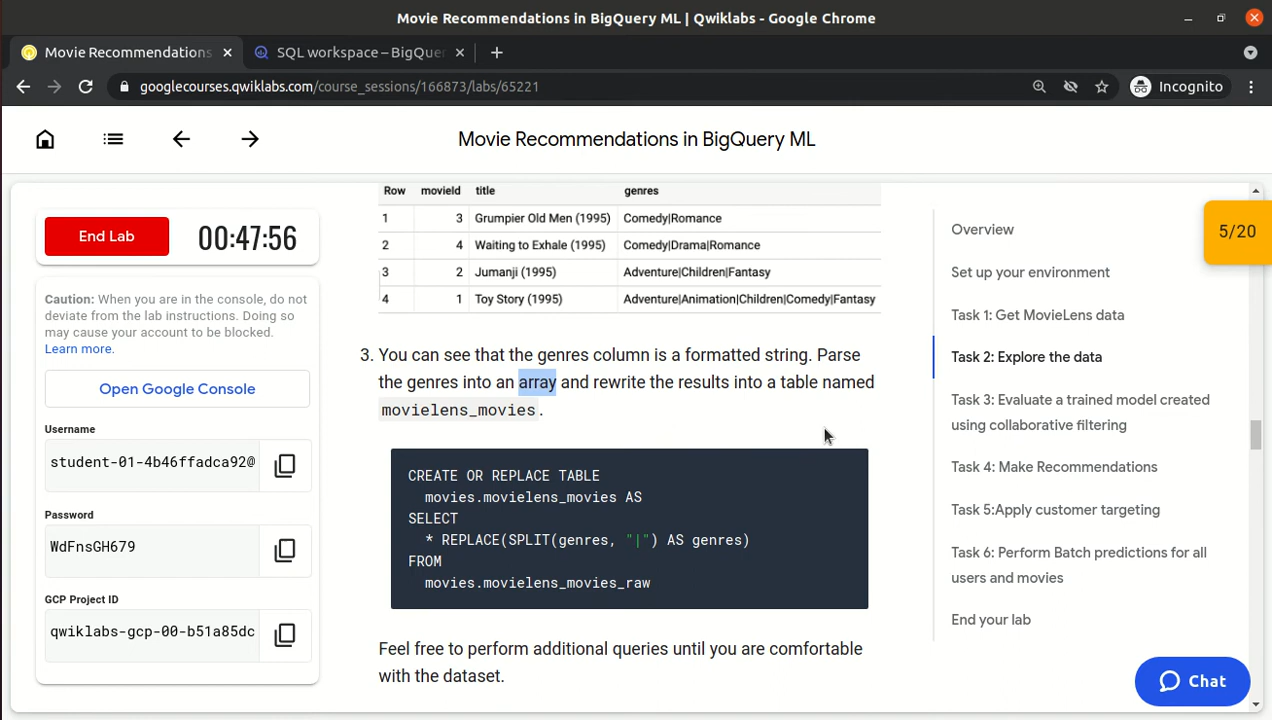 Movie Recommendations in BigQuery ML | Qwiklabs - Google Chrome
Movie Recommendations
SQL workspace – BigQuer
googlecourses.qwiklabs.com/course_sessions/166873/labs/65221
Incognito
Movie Recommendations in BigQuery ML
End Lab
00:47:56
Caution: When you are in the console, do not
deviate from the lab instructions. Doing so
may cause your account to be blocked.
Learn more.
Open Google Console
Username
student-01-4b46ffadca92@
Password
WdFnsGH679
GCP Project ID
qwiklabs-gcp-00-b51a85dc
Row movieId title genres
1 3 Grumpier Old Men (1995) Comedy|Romance
2 4 Waiting to Exhale (1995) Comedy|Drama|Romance
3 2 Jumanji (1995) Adventure|Children|Fantasy
4 1 Toy Story (1995) Adventure|Animation|Children|Comedy|Fantasy
3. You can see that the genres column is a formatted string. Parse
the genres into an array and rewrite the results into a table named
movielens_movies.
CREATE OR REPLACE TABLE
movies.movielens_movies AS
SELECT
* REPLACE(SPLIT(genres, "|") AS genres)
FROM
movies.movielens_movies_raw
Feel free to perform additional queries until you are comfortable
with the dataset.
Overview
Set up your environment
Task 1: Get MovieLens data
Task 2: Explore the data
Task 3: Evaluate a trained model created
using collaborative filtering
Task 4: Make Recommendations
Task 5:Apply customer targeting
Task 6: Perform Batch predictions for all
users and movies
End your lab
5/20
Chat